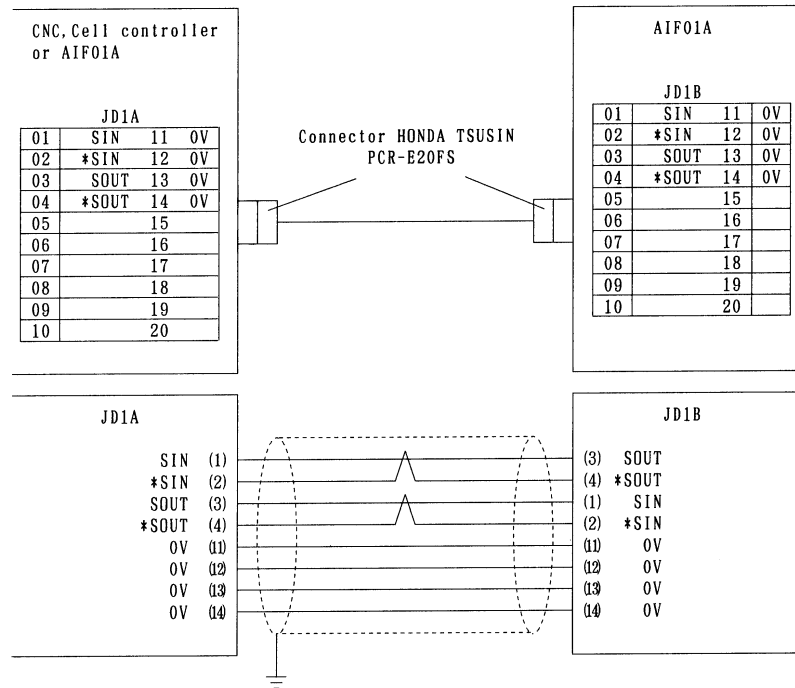 CNC,Cell controller
or AIF01A
JD1A
01 SIN 11 0V
02 *SIN 12 0V
03 SOUT 13 0V
04 *SOUT 14 0V
05 15
06 16
07 17
08 18
09 19
10 20
Connector HONDA TSUSIN
PCR-E20FS
AIF01A
JD1B
01 SIN 11 0V
02 *SIN 12 0V
03 SOUT 13 0V
04 *SOUT 14 0V
05 15
06 16
07 17
08 18
09 19
10 20
JD1A
SIN (1)
*SIN (2)
SOUT (3)
*SOUT (4)
0V (11)
0V (12)
0V (13)
0V (14)
JD1B
(3) SOUT
(4) *SOUT
(1) SIN
(2) *SIN
(11) 0V
(12) 0V
(13) 0V
(14) 0V